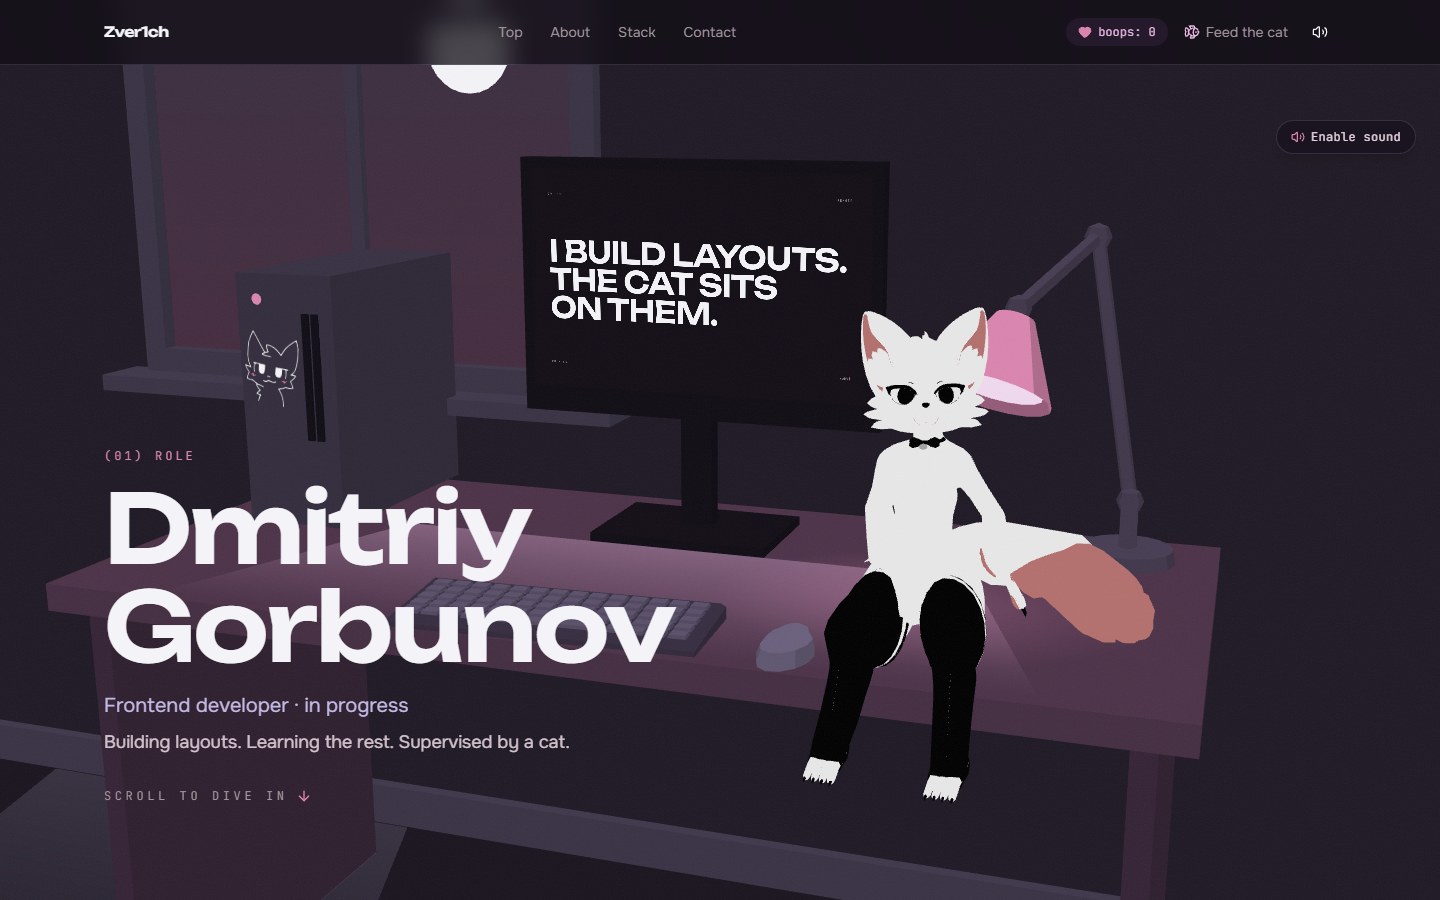 Zver1ch
Top
About
Stack
Contact
boops: 0
Feed the cat
Enable sound
I BUILD LAYOUTS.
THE CAT SITS
ON THEM.
(01) ROLE
Dmitriy
Gorbunov
Frontend developer · in progress
Building layouts. Learning the rest. Supervised by a cat.
SCROLL TO DIVE IN ↓